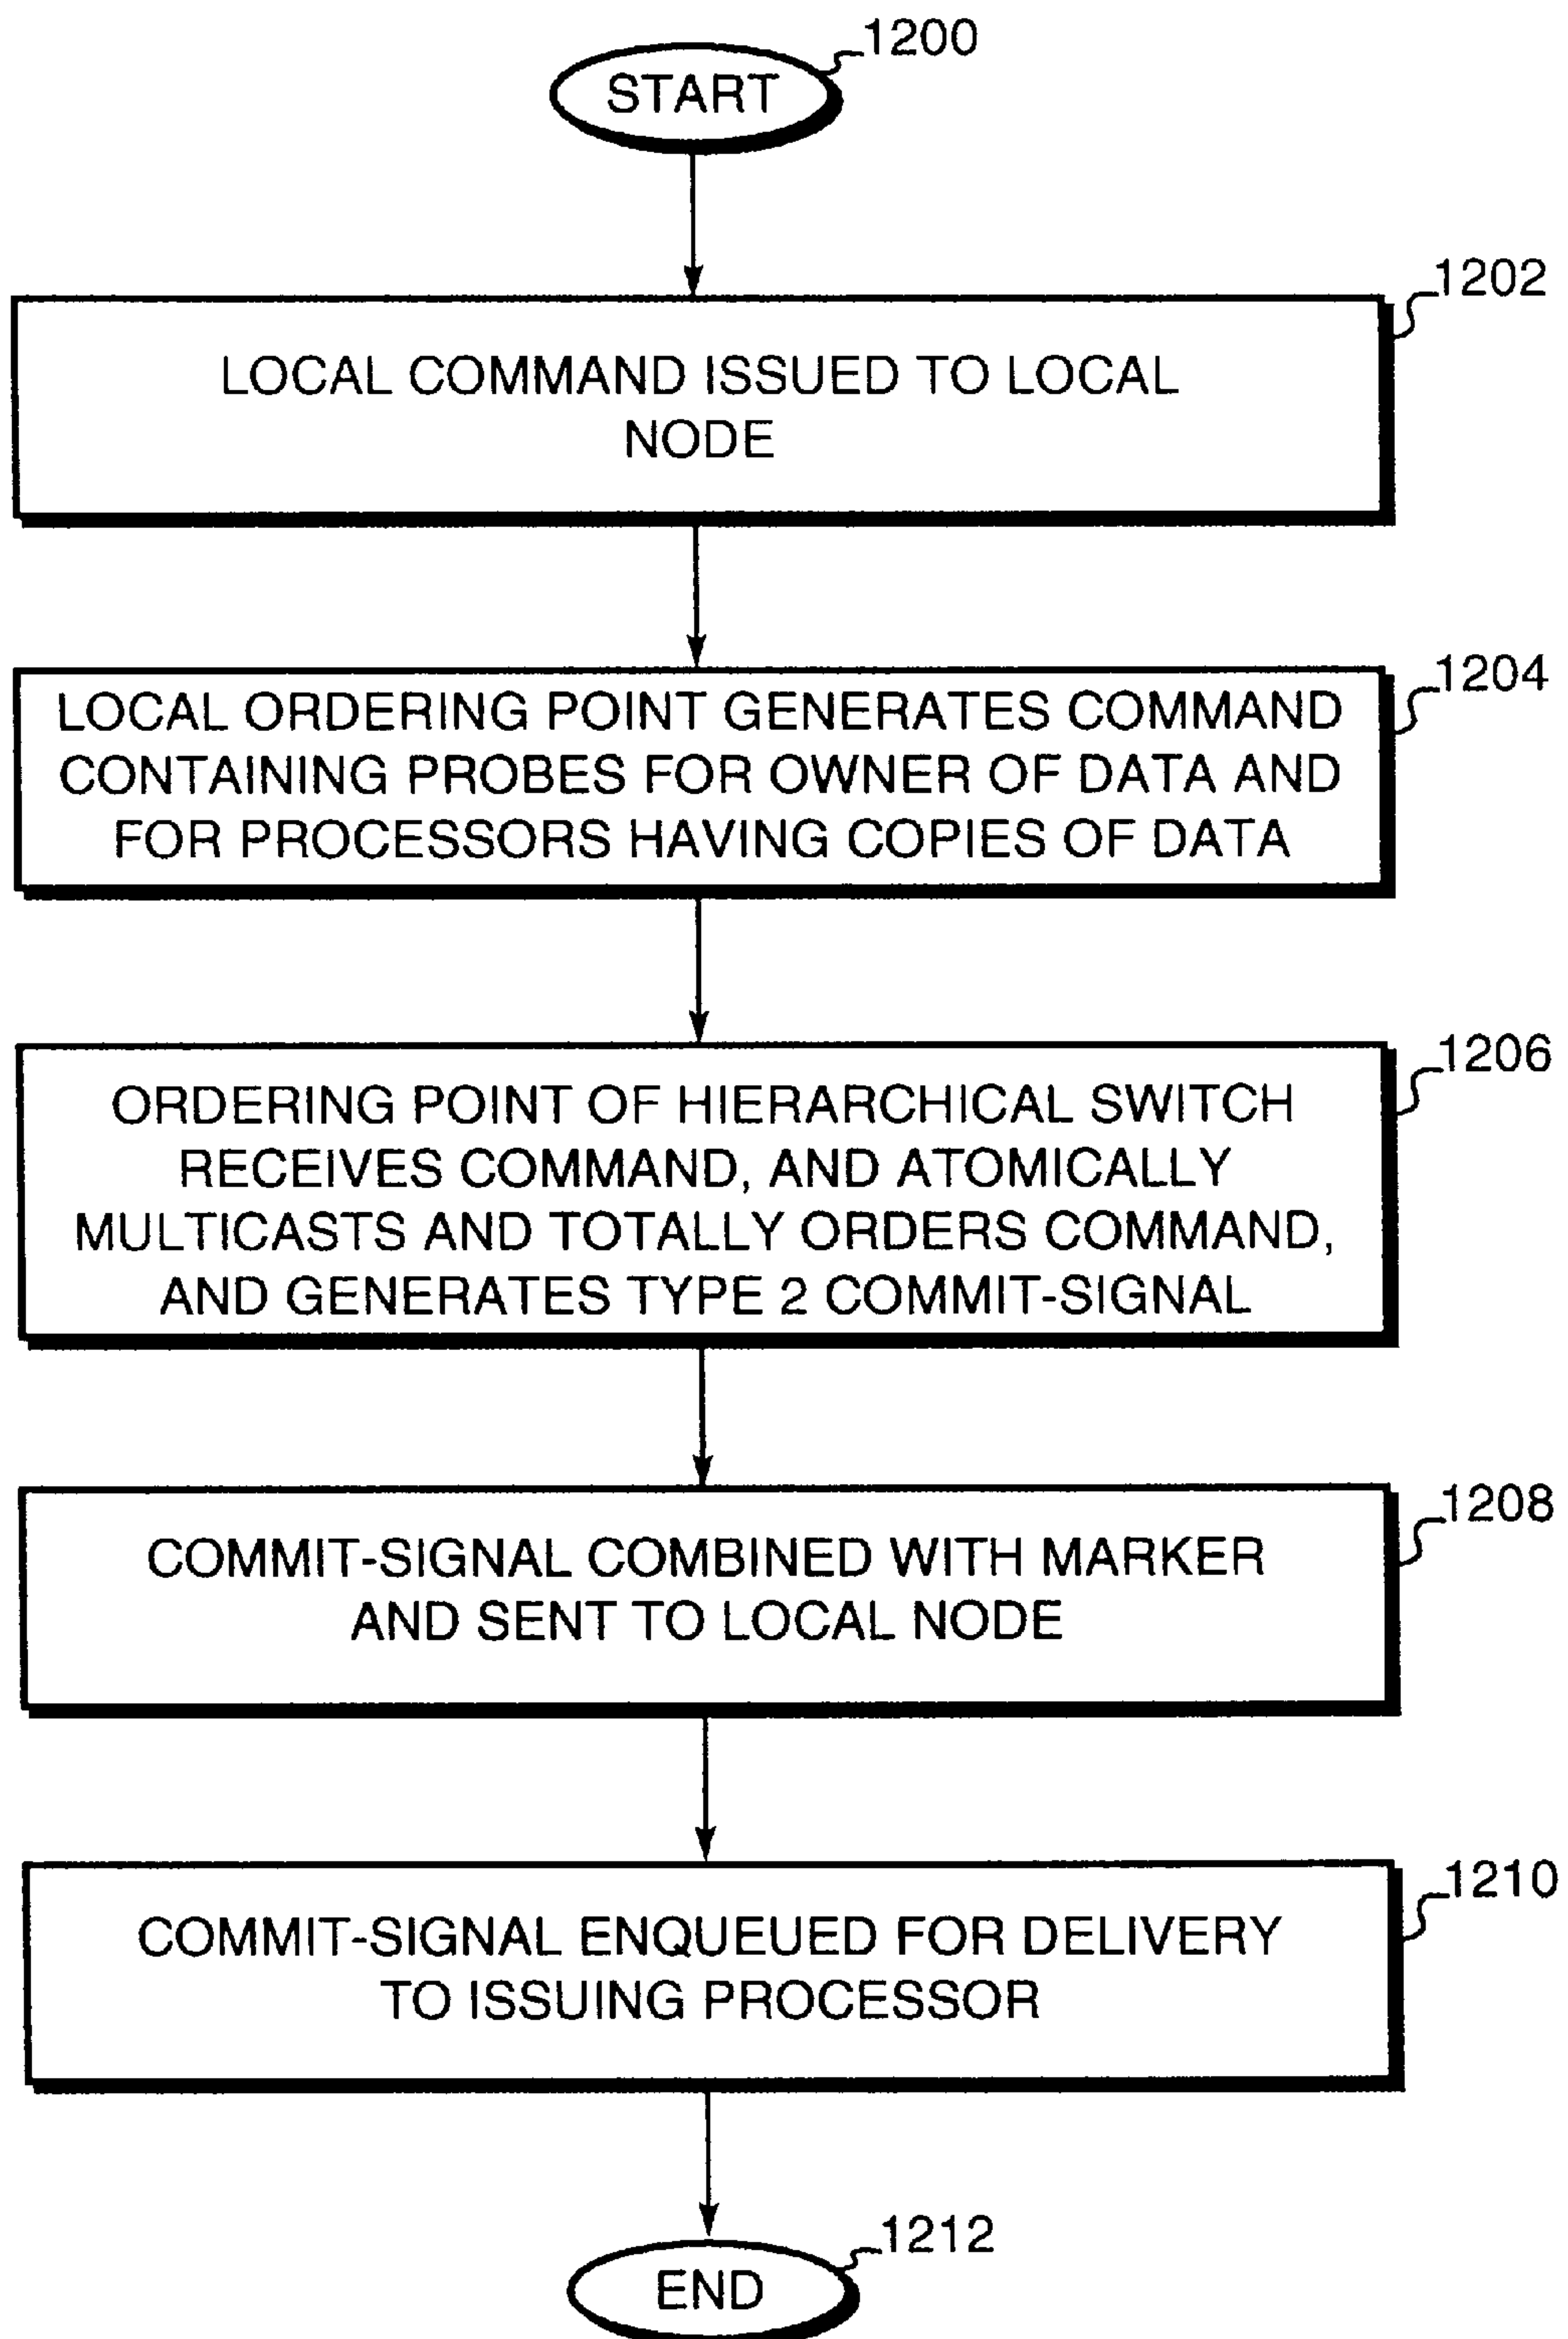 1200
START
1202
LOCAL COMMAND ISSUED TO LOCAL
NODE
1204
LOCAL ORDERING POINT GENERATES COMMAND
CONTAINING PROBES FOR OWNER OF DATA AND
FOR PROCESSORS HAVING COPIES OF DATA
1206
ORDERING POINT OF HIERARCHICAL SWITCH
RECEIVES COMMAND, AND ATOMICALLY
MULTICASTS AND TOTALLY ORDERS COMMAND,
AND GENERATES TYPE 2 COMMIT-SIGNAL
1208
COMMIT-SIGNAL COMBINED WITH MARKER
AND SENT TO LOCAL NODE
1210
COMMIT-SIGNAL ENQUEUED FOR DELIVERY
TO ISSUING PROCESSOR
1212
END